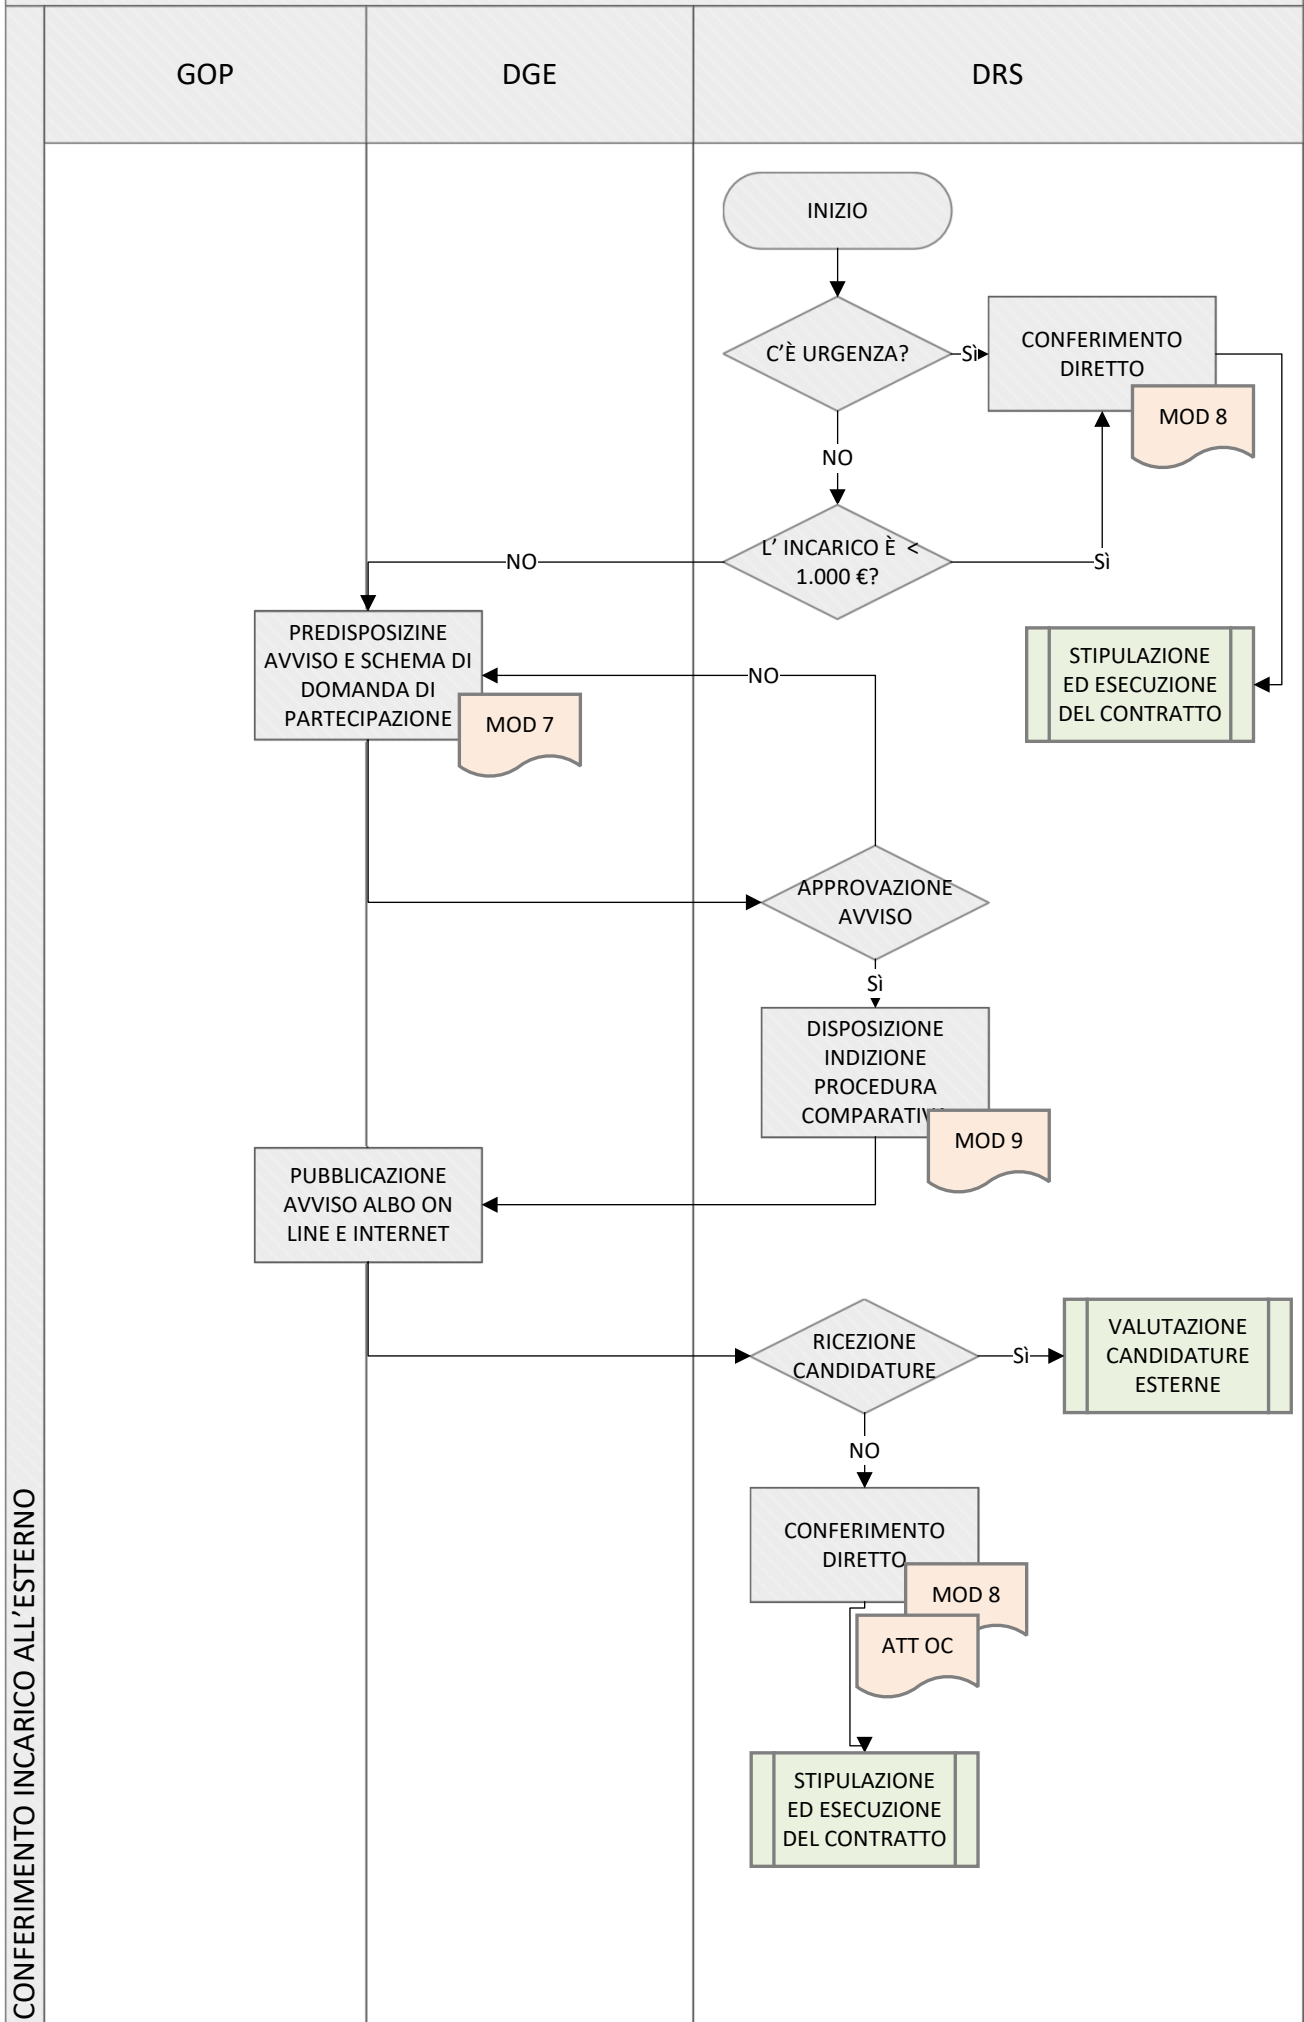 GOP
DGE
DRS
INIZIO
C'È URGENZA?
Sì
CONFERIMENTO
DIRETTO
MOD 8
NO
L' INCARICO È <
1.000 €?
NO
Sì
PREDISPOSIZINE
AVVISO E SCHEMA DI
DOMANDA DI
PARTECIPAZIONE
MOD 7
NO
STIPULAZIONE
ED ESECUZIONE
DEL CONTRATTO
APPROVAZIONE
AVVISO
Sì
DISPOSIZIONE
INDIZIONE
PROCEDURA
COMPARATIV
MOD 9
PUBBLICAZIONE
AVVISO ALBO ON
LINE E INTERNET
RICEZIONE
CANDIDATURE
Sì
VALUTAZIONE
CANDIDATURE
ESTERNE
NO
CONFERIMENTO
DIRETTO
MOD 8
ATT OC
STIPULAZIONE
ED ESECUZIONE
DEL CONTRATTO
CONFERIMENTO INCARICO ALL'ESTERNO